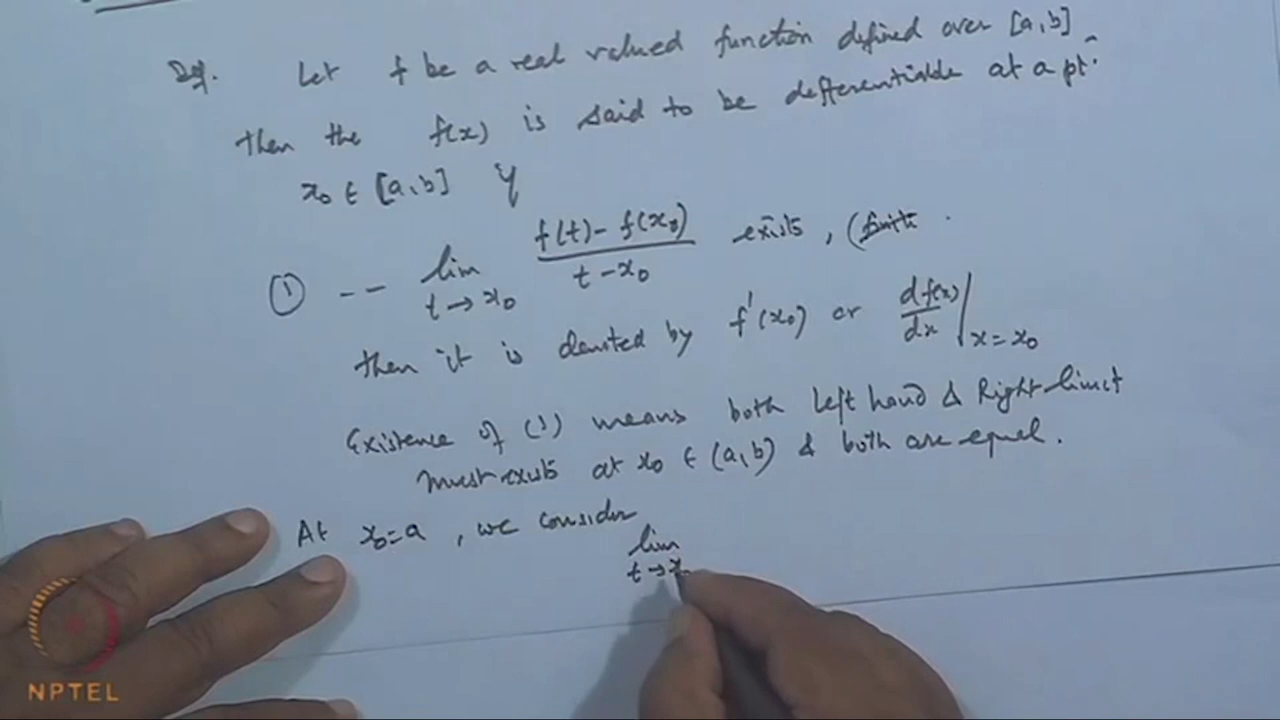 Def. Let f be a real valued function defined over [a,b].
Then the f(x) is said to be defferentiable at a pt.
x₀ ∈ [a,b] if
① -- lim t→x₀ (f(t) - f(x₀))/(t - x₀) exists, (finite .
then it is denoted by f'(x₀) or df(x)/dx |x=x₀
Existence of (1) means both left hand & Right limit
must exists at x₀ ∈ (a,b) & both are equal.
At x₀=a, we consider
lim
t→x
NPTEL